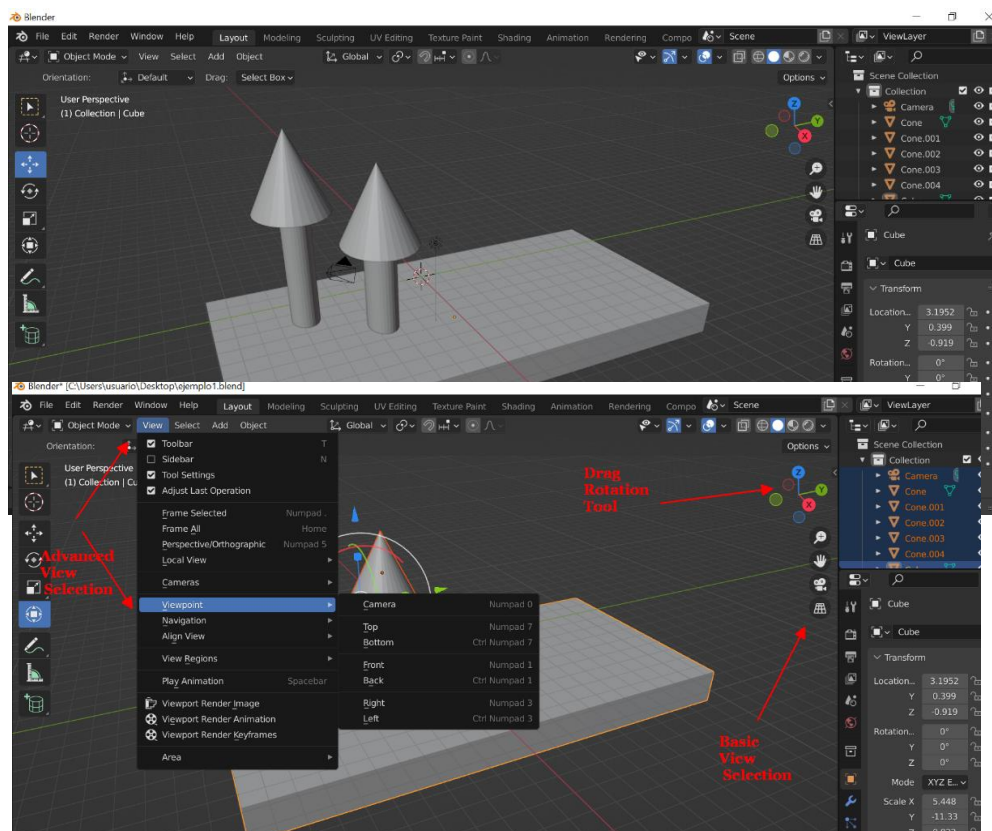 Blender
File Edit Render Window Help Layout Modeling Sculpting UV Editing Texture Paint Shading Animation Rendering Compo Scene ViewLayer
Object Mode View Select Add Object Global
Orientation: Default Drag: Select Box Options
User Perspective
(1) Collection | Cube
Z
Y
X
Scene Collection
Collection
Camera
Cone
Cone.001
Cone.002
Cone.003
Cone.004
Cube
Cube
Transform
Location... 3.1952
Y 0.399
Z -0.919
Rotation... 0°
Y 0°
Blender* [C:\Users\usuario\Desktop\ejemplo1.blend]
File Edit Render Window Help Layout Modeling Sculpting UV Editing Texture Paint Shading Animation Rendering Compo Scene ViewLayer
Object Mode View Select Add Object Global
Orientation: Options
User Perspective
(1) Collection | Cu
Toolbar T
Sidebar N
Tool Settings
Adjust Last Operation
Frame Selected Numpad .
Frame All Home
Perspective/Orthographic Numpad 5
Local View
Cameras
Viewpoint
Navigation
Align View
View Regions
Play Animation Spacebar
Viewport Render Image
Viewport Render Animation
Viewport Render Keyframes
Area
Camera Numpad 0
Top Numpad 7
Bottom Ctrl Numpad 7
Front Numpad 1
Back Ctrl Numpad 1
Right Numpad 3
Left Ctrl Numpad 3
Advanced
View
Selection
Drag
Rotation
Tool
Basic
View
Selection
Z
Y
X
Scene Collection
Collection
Camera
Cone
Cone.001
Cone.002
Cone.003
Cone.004
Cube
Cube
Transform
Location... 3.1952
Y 0.399
Z -0.919
Rotation... 0°
Y 0°
Z 0°
Mode XYZ E...
Scale X 5.448
Y -11.33